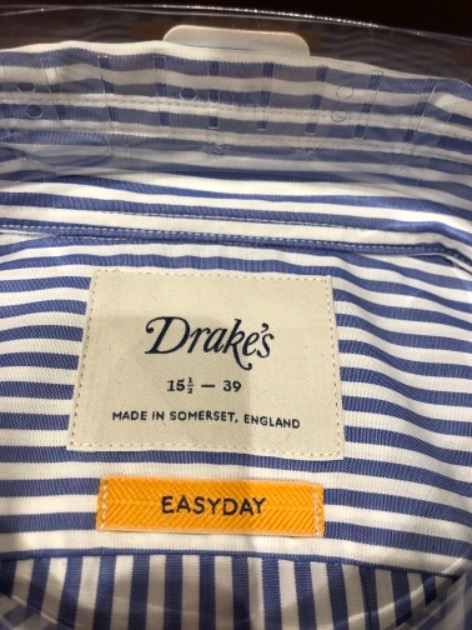 Drake's
15½ — 39
MADE IN SOMERSET, ENGLAND
EASYDAY